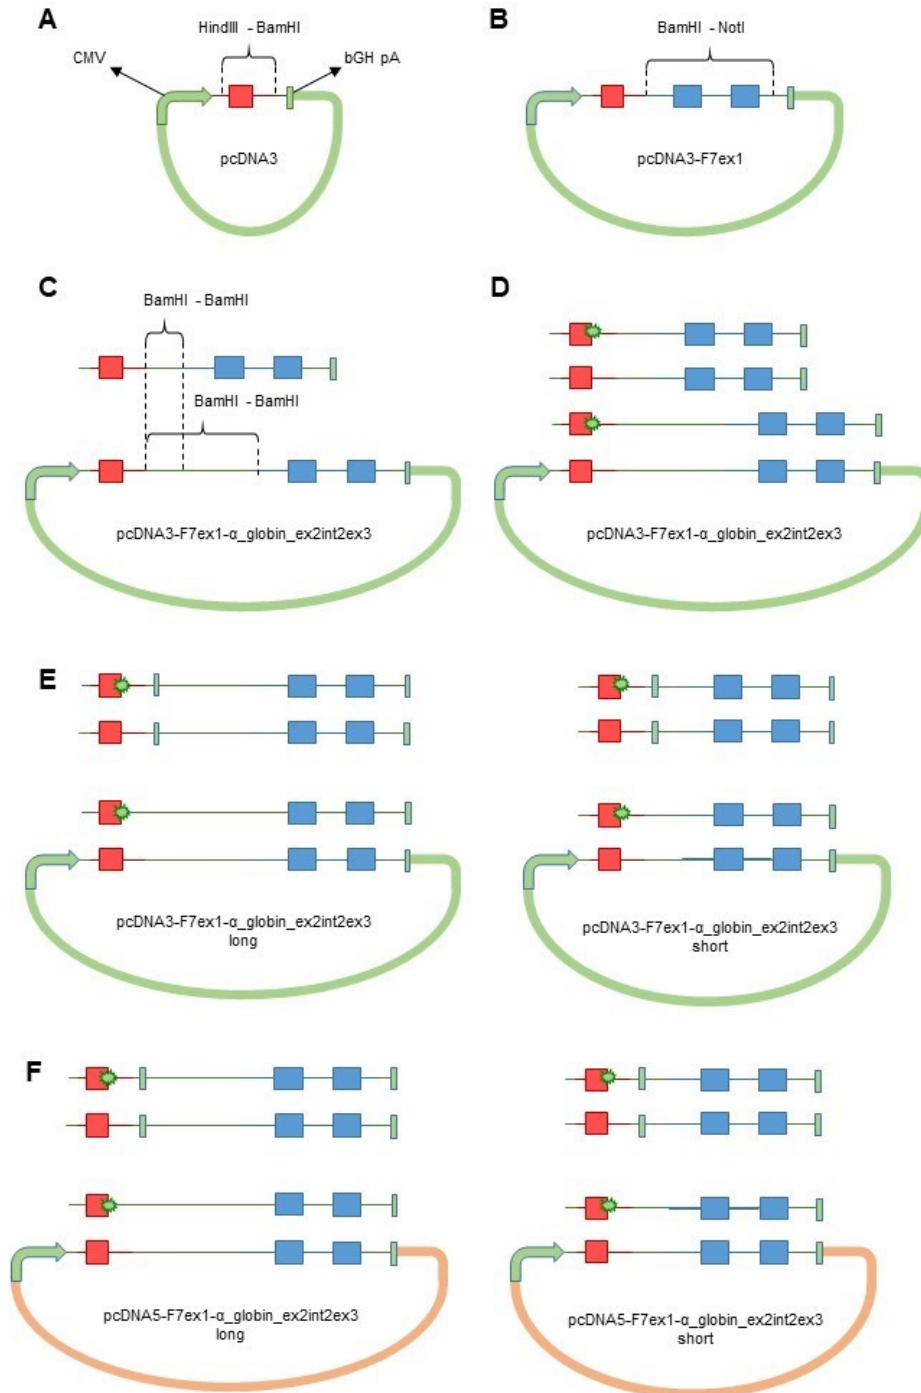 A
HindIII - BamHI
CMV
bGH pA
pcDNA3
B
BamHI - NotI
pcDNA3-F7ex1
C
BamHI - BamHI
BamHI - BamHI
pcDNA3-F7ex1-α_globin_ex2int2ex3
D
pcDNA3-F7ex1-α_globin_ex2int2ex3
E
pcDNA3-F7ex1-α_globin_ex2int2ex3
long
pcDNA3-F7ex1-α_globin_ex2int2ex3
short
F
pcDNA5-F7ex1-α_globin_ex2int2ex3
long
pcDNA5-F7ex1-α_globin_ex2int2ex3
short